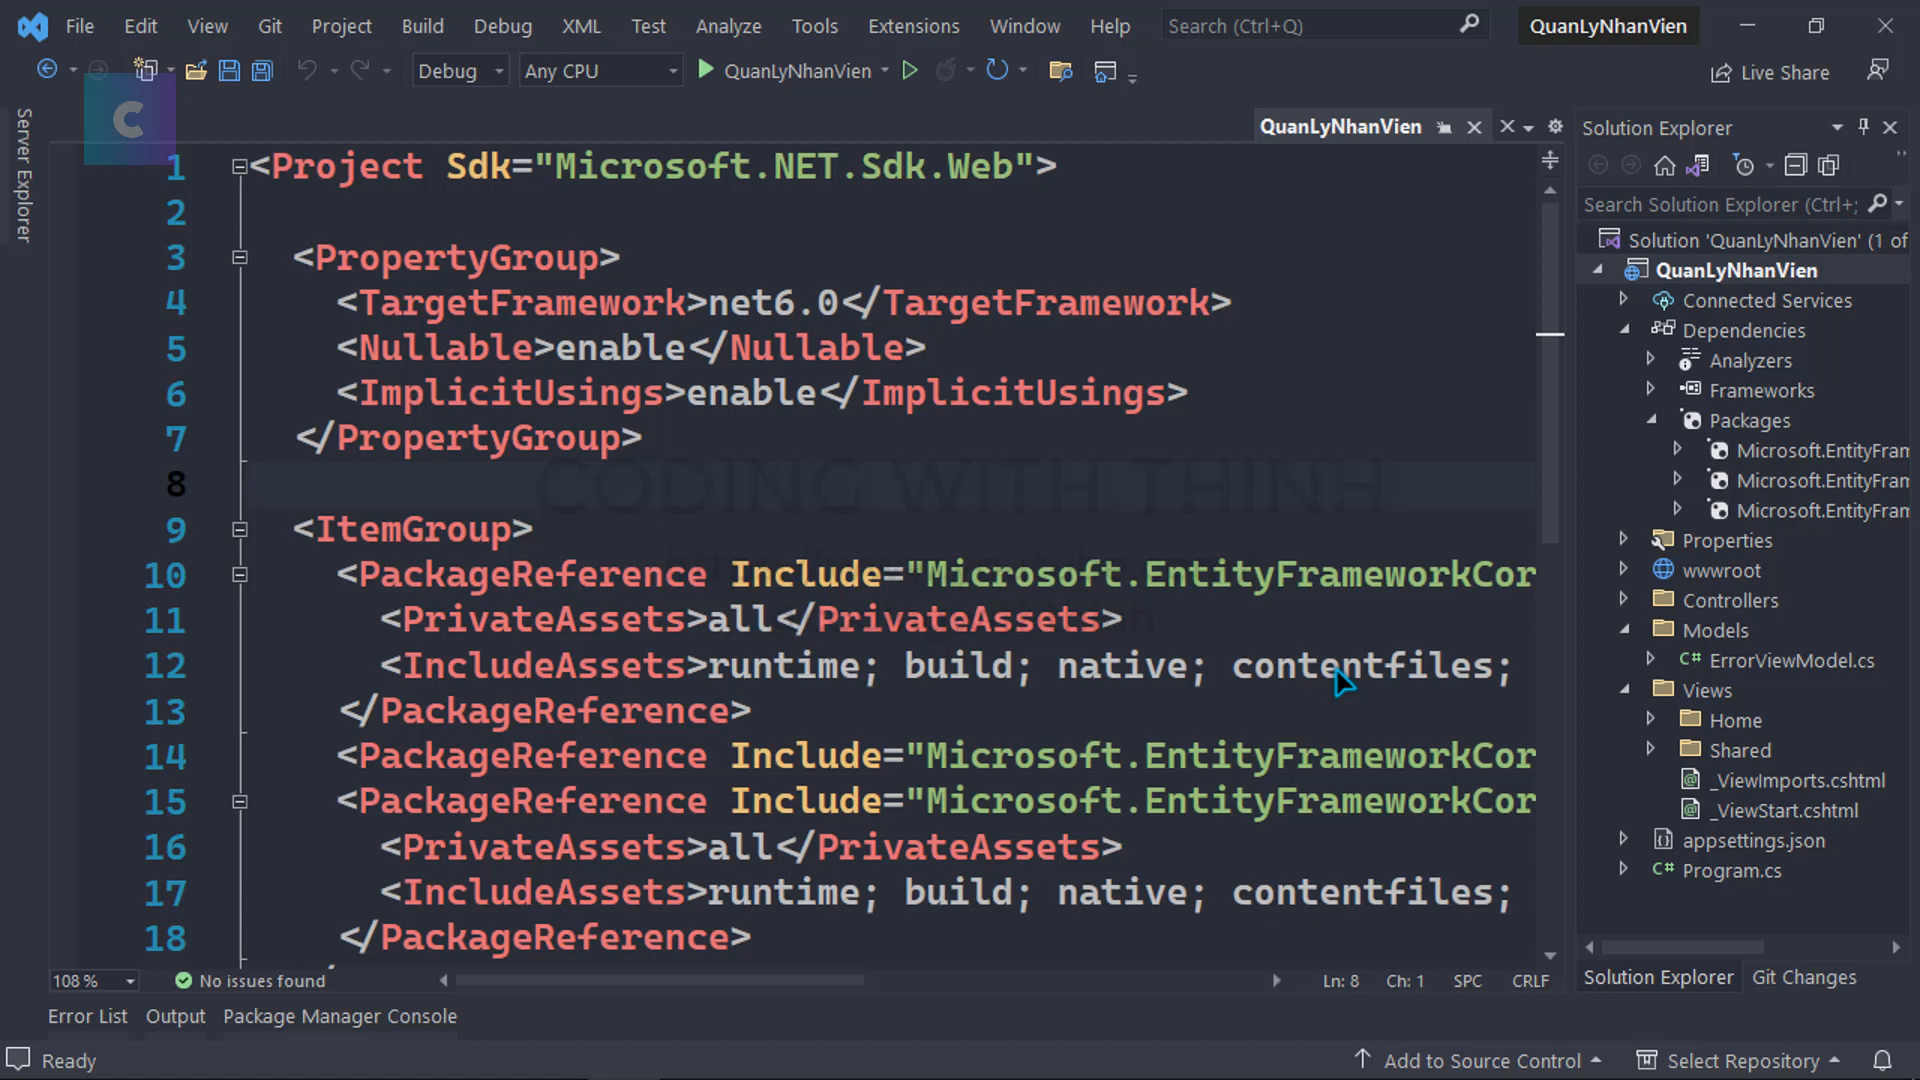 File Edit View Git Project Build Debug XML Test Analyze Tools Extensions Window Help Search (Ctrl+Q) QuanLyNhanVien
Debug Any CPU QuanLyNhanVien Live Share
C
Server Explorer
QuanLyNhanVien
1 <Project Sdk="Microsoft.NET.Sdk.Web">
2
3 <PropertyGroup>
4 <TargetFramework>net6.0</TargetFramework>
5 <Nullable>enable</Nullable>
6 <ImplicitUsings>enable</ImplicitUsings>
7 </PropertyGroup>
8
CODING WITH THINH
9 <ItemGroup>
10 <PackageReference Include="Microsoft.EntityFrameworkCor
11 <PrivateAssets>all</PrivateAssets>
12 <IncludeAssets>runtime; build; native; contentfiles;
13 </PackageReference>
14 <PackageReference Include="Microsoft.EntityFrameworkCor
15 <PackageReference Include="Microsoft.EntityFrameworkCor
16 <PrivateAssets>all</PrivateAssets>
17 <IncludeAssets>runtime; build; native; contentfiles;
18 </PackageReference>
108 % No issues found Ln: 8 Ch: 1 SPC CRLF
Solution Explorer
Search Solution Explorer (Ctrl+;
Solution 'QuanLyNhanVien' (1 of
QuanLyNhanVien
Connected Services
Dependencies
Analyzers
Frameworks
Packages
Microsoft.EntityFram
Microsoft.EntityFram
Microsoft.EntityFram
Properties
wwwroot
Controllers
Models
C# ErrorViewModel.cs
Views
Home
Shared
_ViewImports.cshtml
_ViewStart.cshtml
appsettings.json
C# Program.cs
Solution Explorer Git Changes
Error List Output Package Manager Console
Ready Add to Source Control Select Repository